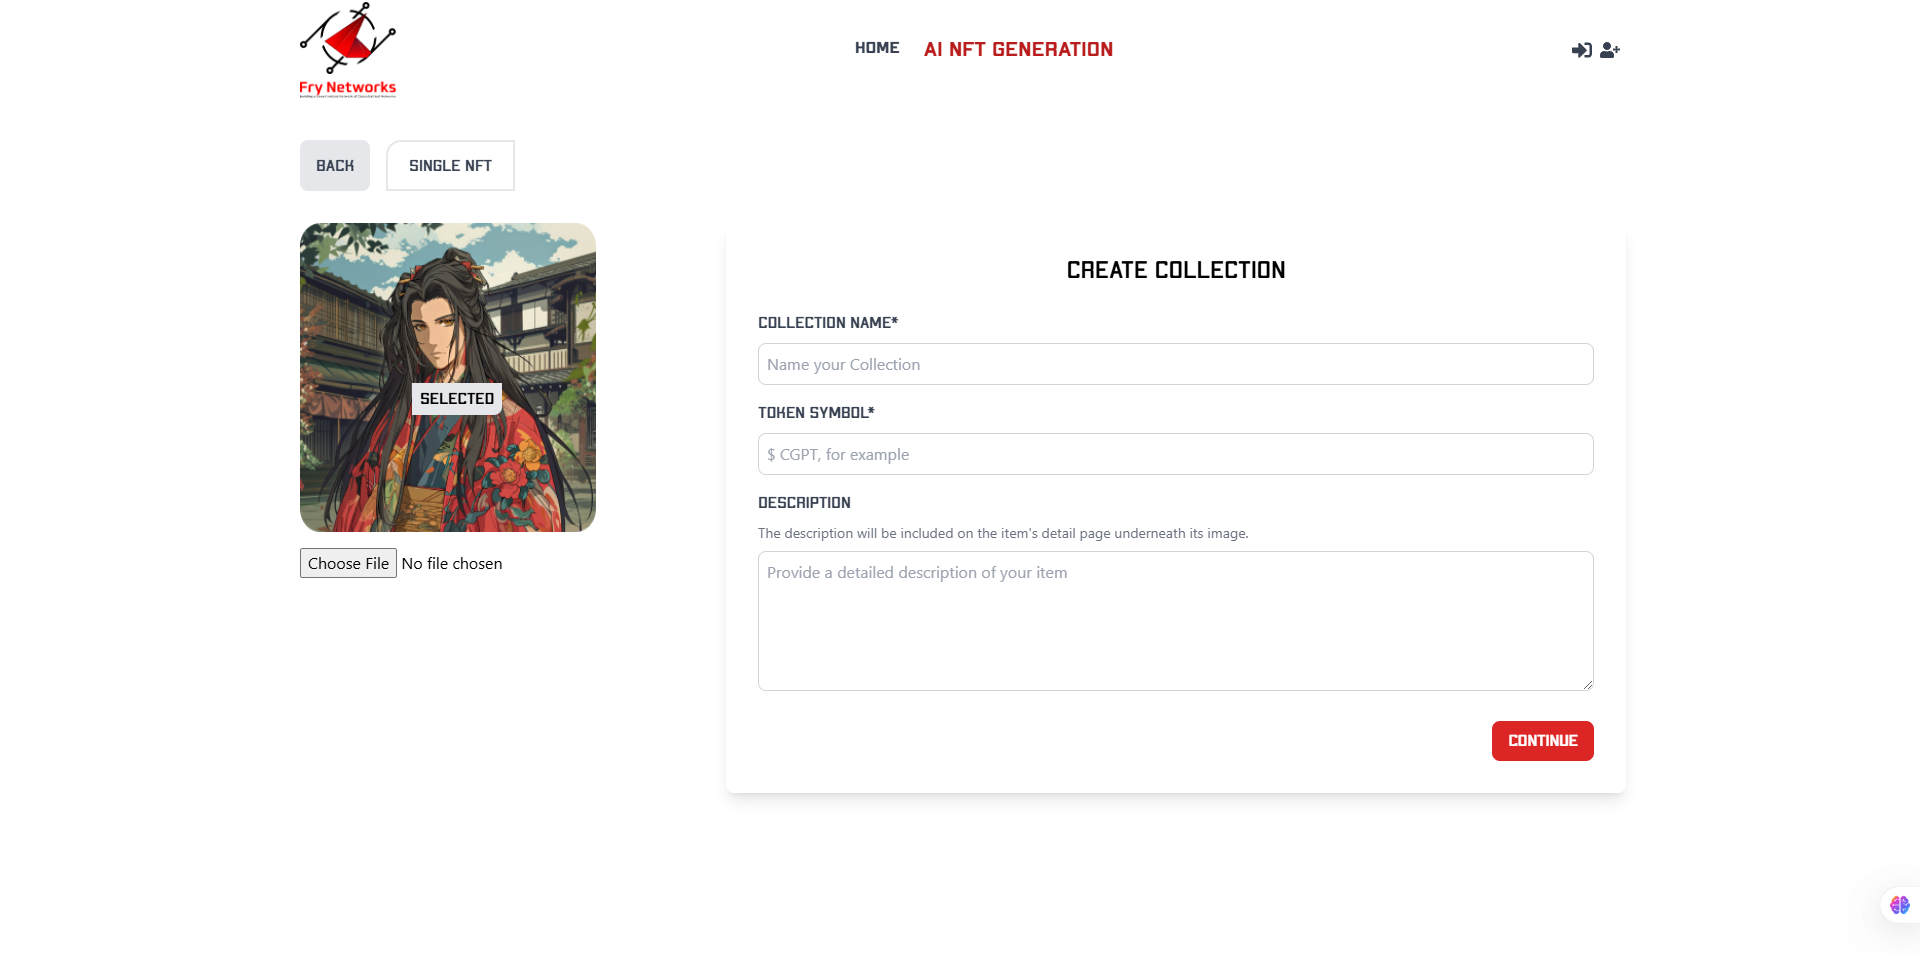 Fry Networks
HOME
AI NFT GENERATION
BACK
SINGLE NFT
SELECTED
Choose File No file chosen
CREATE COLLECTION
COLLECTION NAME*
Name your Collection
TOKEN SYMBOL*
$ CGPT, for example
DESCRIPTION
The description will be included on the item's detail page underneath its image.
Provide a detailed description of your item
CONTINUE